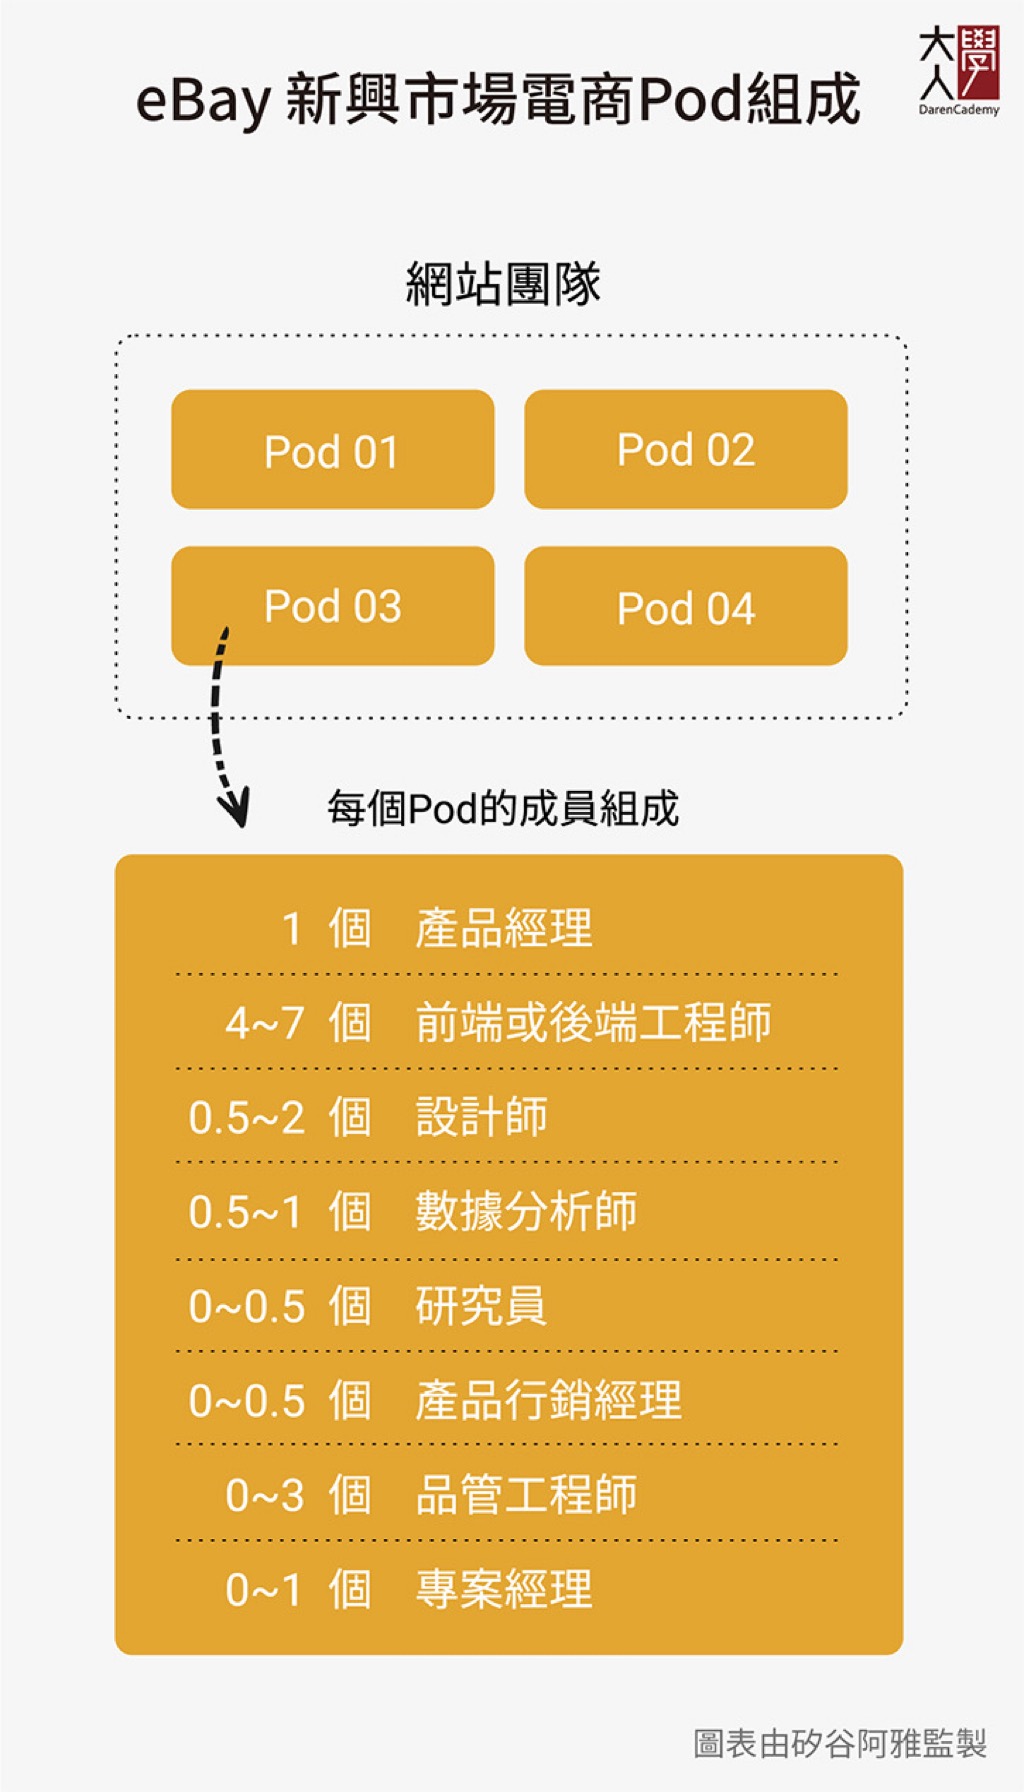 大學
人
DarenCademy
eBay 新興市場電商Pod組成
網站團隊
Pod 01
Pod 02
Pod 03
Pod 04
每個Pod的成員組成
1 個 產品經理
4~7 個 前端或後端工程師
0.5~2 個 設計師
0.5~1 個 數據分析師
0~0.5 個 研究員
0~0.5 個 產品行銷經理
0~3 個 品管工程師
0~1 個 專案經理
圖表由矽谷阿雅監製